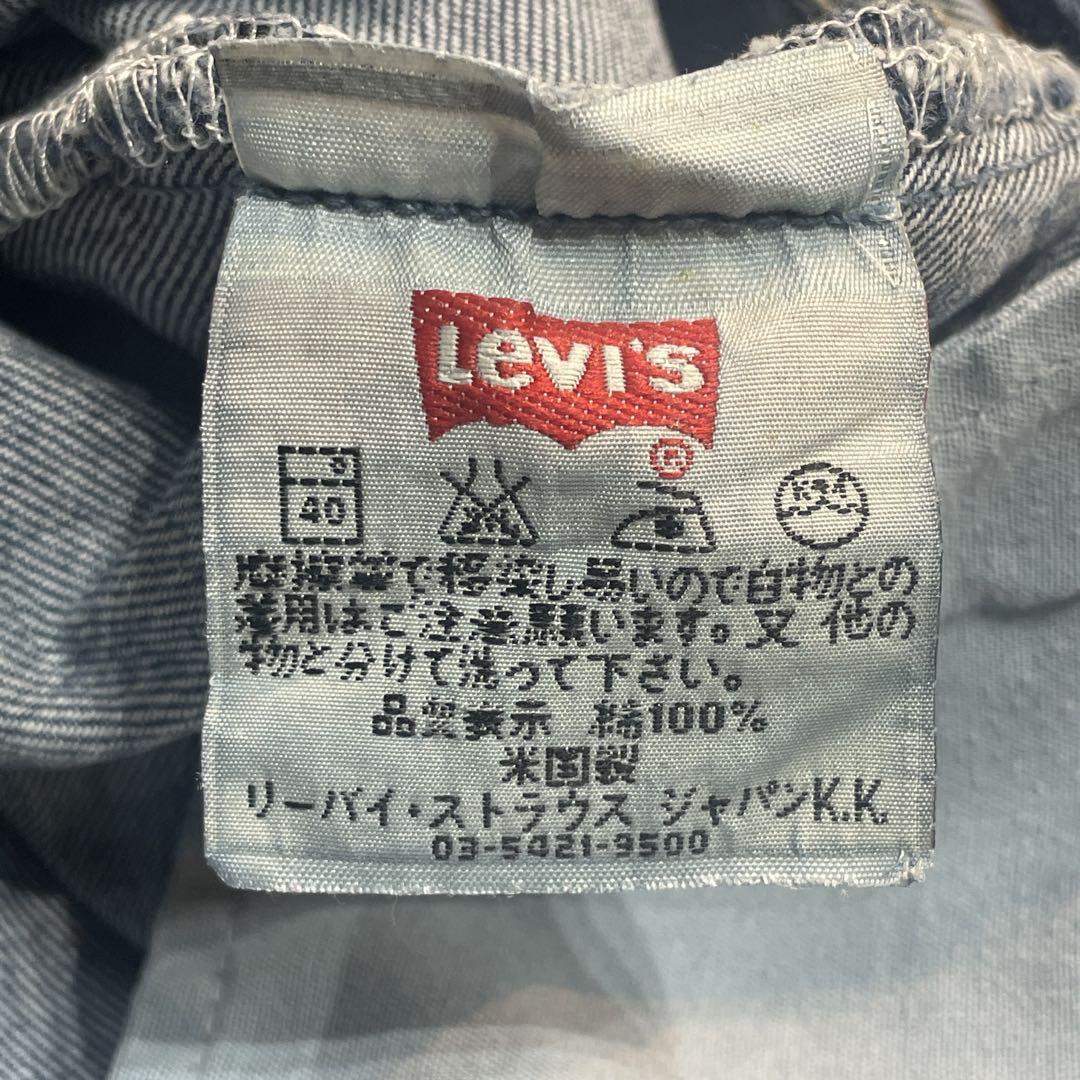 Levi's
®
40
感擦等で移染し易いので白物との
着用はご注意願います。又 他の
物と分けて洗って下さい。
品質表示 綿100%
米国製
リーバイ・ストラウス ジャパンK.K.
03-5421-9500